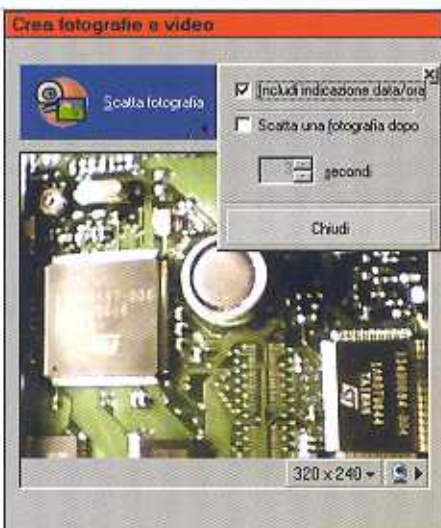 Crea fotografie e video
Scatta fotografia
Includi indicazione data/ora
Scatta una fotografia dopo
secondi
Chiudi
320 x 240